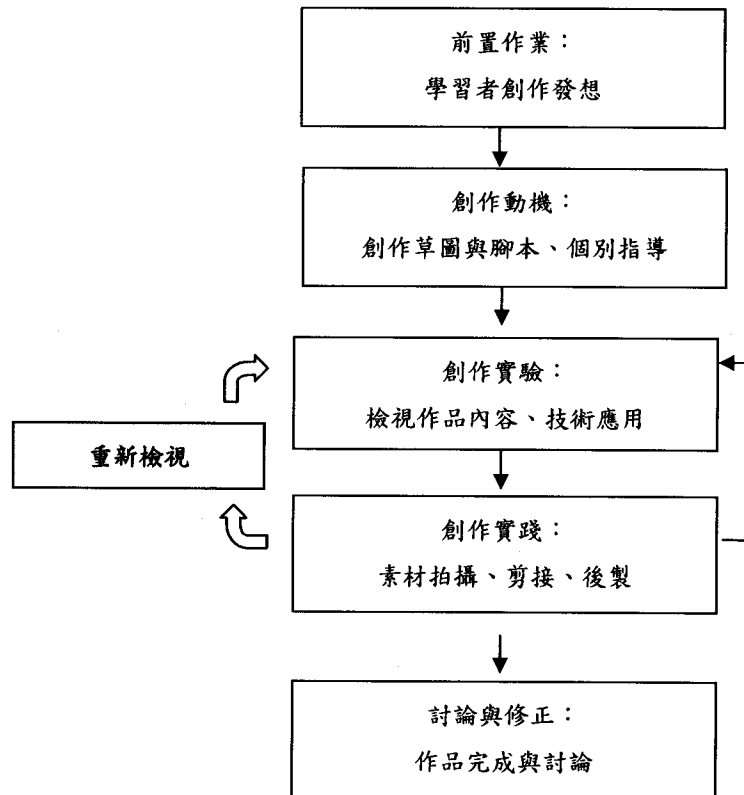 前置作業：
學習者創作發想
創作動機：
創作草圖與腳本、個別指導
創作實驗：
檢視作品內容、技術應用
重新檢視
創作實踐：
素材拍攝、剪接、後製
討論與修正：
作品完成與討論